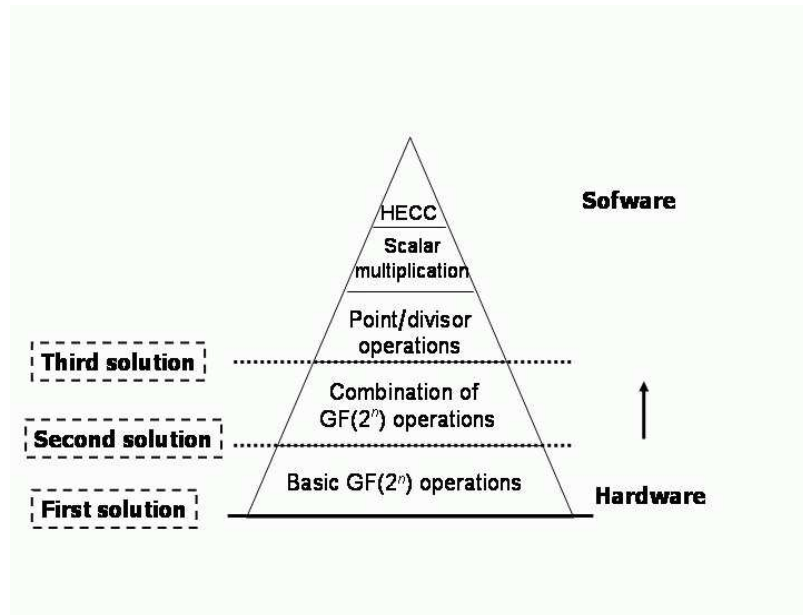 Sofware
HECC
Scalar
multiplication
Point/divisor
operations
Third solution
Combination of
GF(2ⁿ) operations
Second solution
Basic GF(2ⁿ) operations
Hardware
First solution